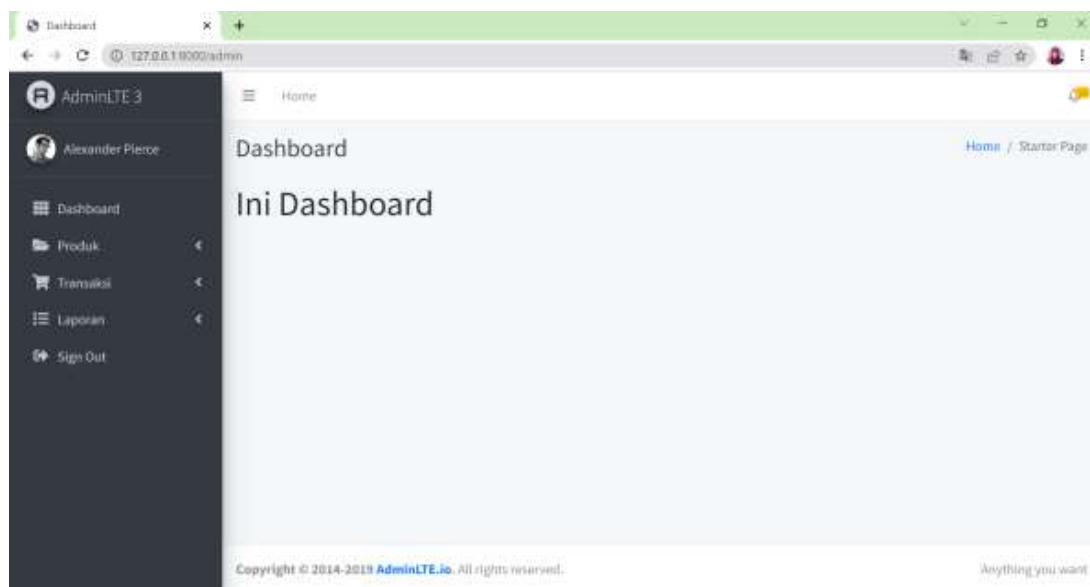 Dashboard
127.0.0.1:8000/admin
AdminLTE 3
Home
Alexander Pierce
Dashboard
Home / Starter Page
Ini Dashboard
Dashboard
Produk
Transaksi
Laporan
Sign Out
Copyright © 2014-2019 AdminLTE.io. All rights reserved.
Anything you want